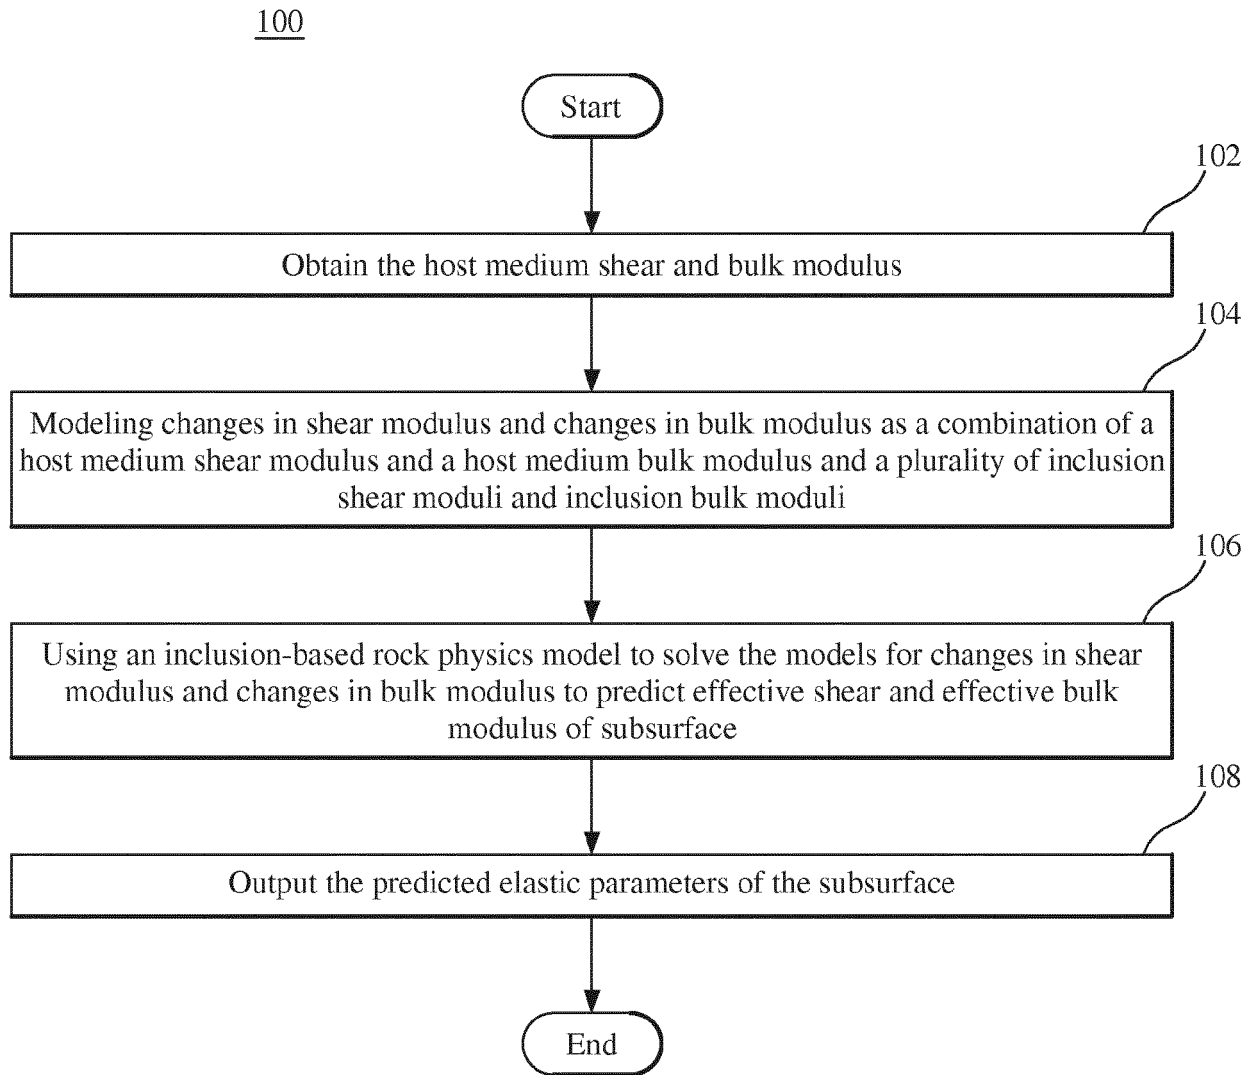 100
Start
102
Obtain the host medium shear and bulk modulus
104
Modeling changes in shear modulus and changes in bulk modulus as a combination of a
host medium shear modulus and a host medium bulk modulus and a plurality of inclusion
shear moduli and inclusion bulk moduli
106
Using an inclusion-based rock physics model to solve the models for changes in shear
modulus and changes in bulk modulus to predict effective shear and effective bulk
modulus of subsurface
108
Output the predicted elastic parameters of the subsurface
End